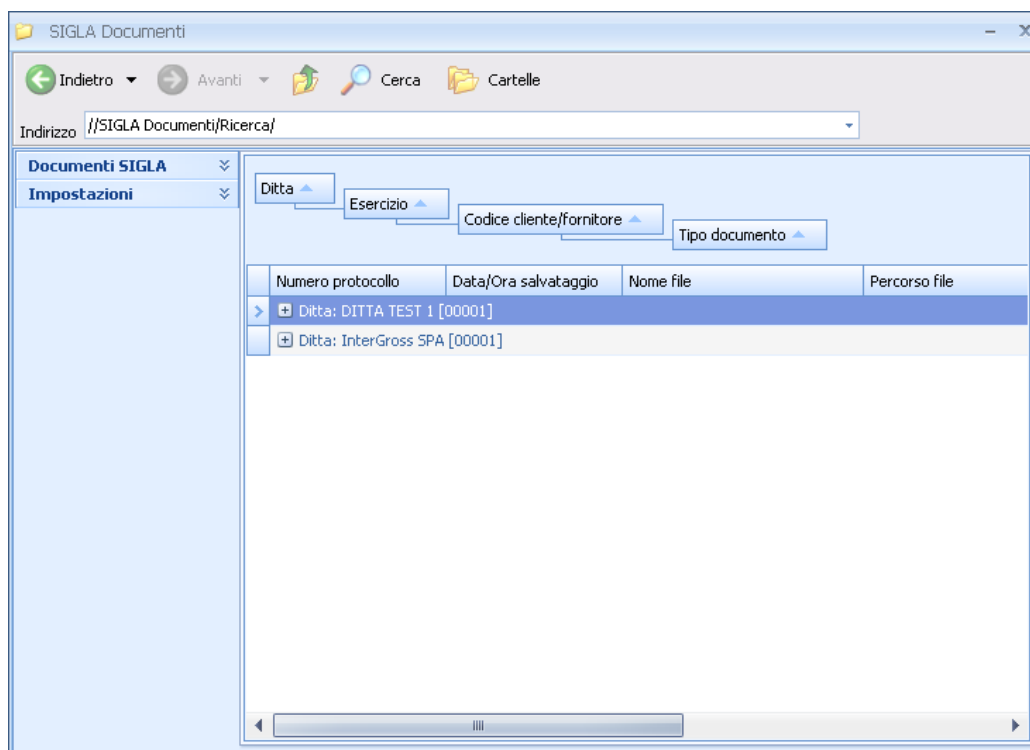 SIGLA Documenti
Indietro Avanti Cerca Cartelle
Indirizzo //SIGLA Documenti/Ricerca/
Documenti SIGLA
Impostazioni
Ditta
Esercizio
Codice cliente/fornitore
Tipo documento
Numero protocollo Data/Ora salvataggio Nome file Percorso file
Ditta: DITTA TEST 1 [00001]
Ditta: InterGross SPA [00001]